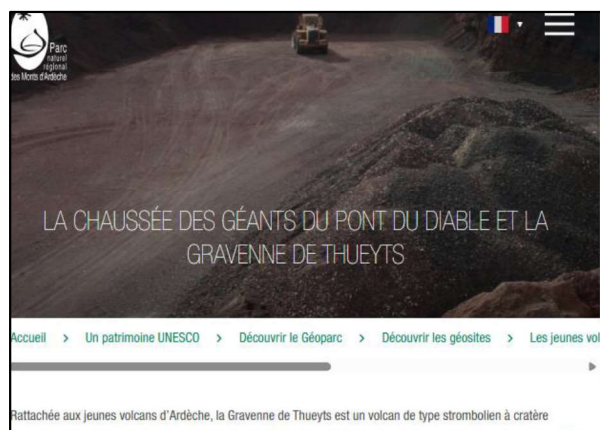 Parc
naturel
régional
des Monts d'Ardèche
LA CHAUSSÉE DES GÉANTS DU PONT DU DIABLE ET LA
GRAVENNE DE THUEYTS
Accueil > Un patrimoine UNESCO > Découvrir le Géoparc > Découvrir les géosites > Les jeunes vol
Rattachée aux jeunes volcans d'Ardèche, la Gravenne de Thueyts est un volcan de type strombolien à cratère